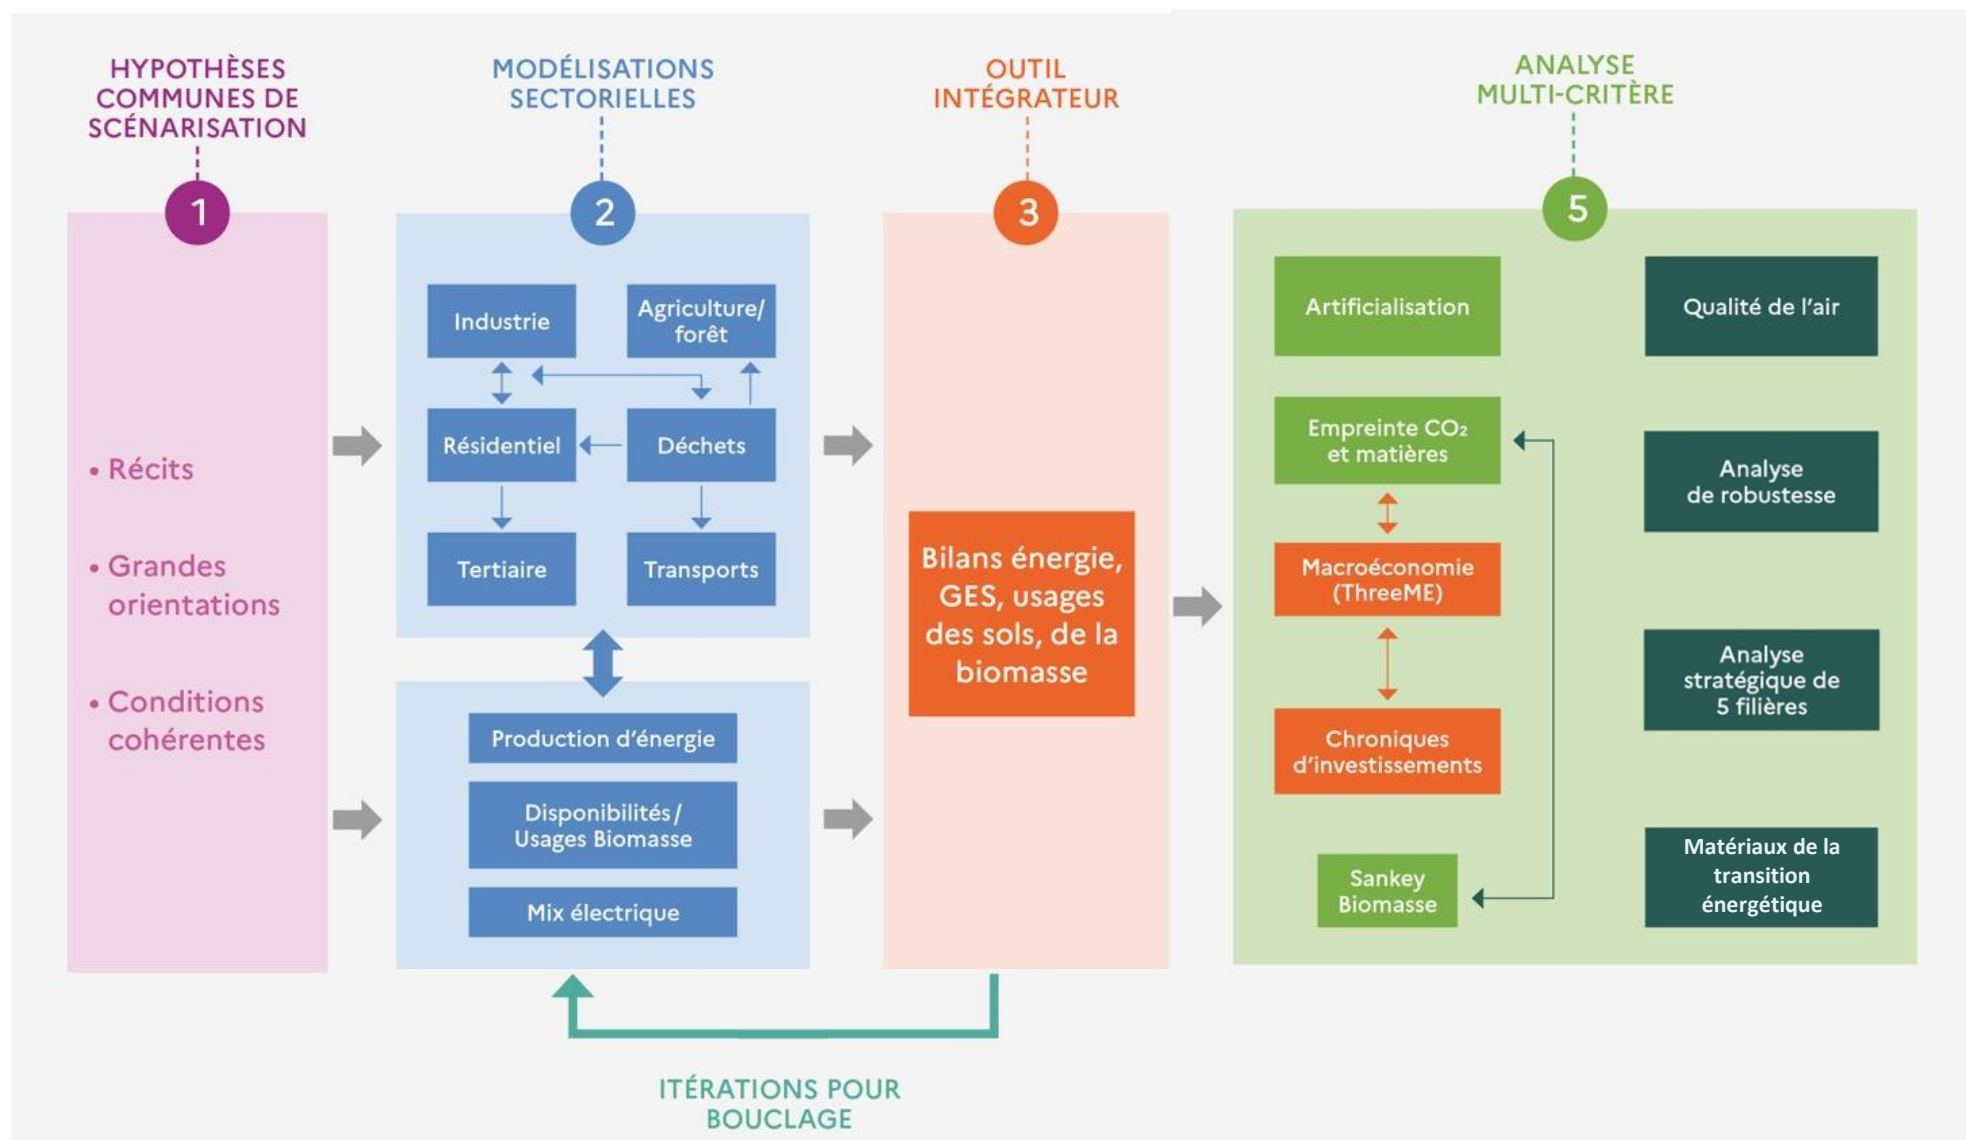 HYPOTHÈSES
COMMUNES DE
SCÉNARISATION
1
• Récits
• Grandes
orientations
• Conditions
cohérentes
MODÉLISATIONS
SECTORIELLES
2
Industrie
Agriculture/
forêt
Résidentiel
Déchets
Tertiaire
Transports
Production d'énergie
Disponibilités/
Usages Biomasse
Mix électrique
OUTIL
INTÉGRATEUR
3
Bilans énergie,
GES, usages
des sols, de la
biomasse
ITÉRATIONS POUR
BOUCLAGE
ANALYSE
MULTI-CRITÈRE
5
Artificialisation
Empreinte CO₂
et matières
Macroéconomie
(ThreeME)
Chroniques
d'investissements
Sankey
Biomasse
Qualité de l'air
Analyse
de robustesse
Analyse
stratégique de
5 filières
Matériaux de la
transition
énergétique